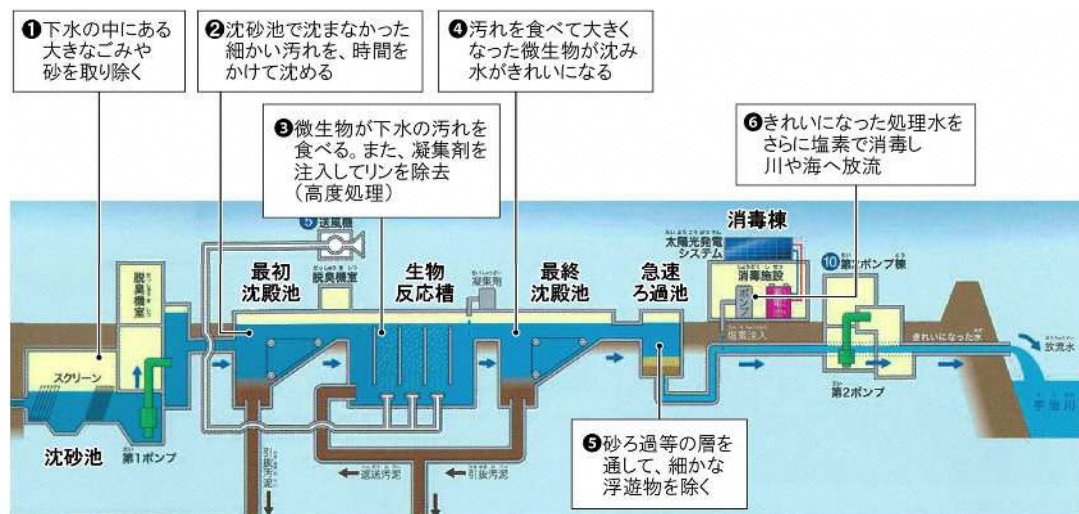 ❶下水の中にある
大きなごみや
砂を取り除く
❷沈砂池で沈まなかった
細かい汚れを、時間を
かけて沈める
❹汚れを食べて大きく
なった微生物が沈み
水がきれいになる
❸微生物が下水の汚れを
食べる。また、凝集剤を
注入してリンを除去
(高度処理)
❻きれいになった処理水を
さらに塩素で消毒し
川や海へ放流
送風機
消毒棟
太陽光発電
システム
脱臭機室
最初
沈殿池
脱臭機室
生物
反応槽
凝集剤
最終
沈殿池
急速
ろ過池
消毒施設
ポンプ
塩素注入
⑩第2ポンプ棟
きれいになった水
放流水
宇治川
スクリーン
沈砂池
第1ポンプ
第2ポンプ
引抜汚泥
返送汚泥
引抜汚泥
❺砂ろ過等の層を
通して、細かな
浮遊物を除く